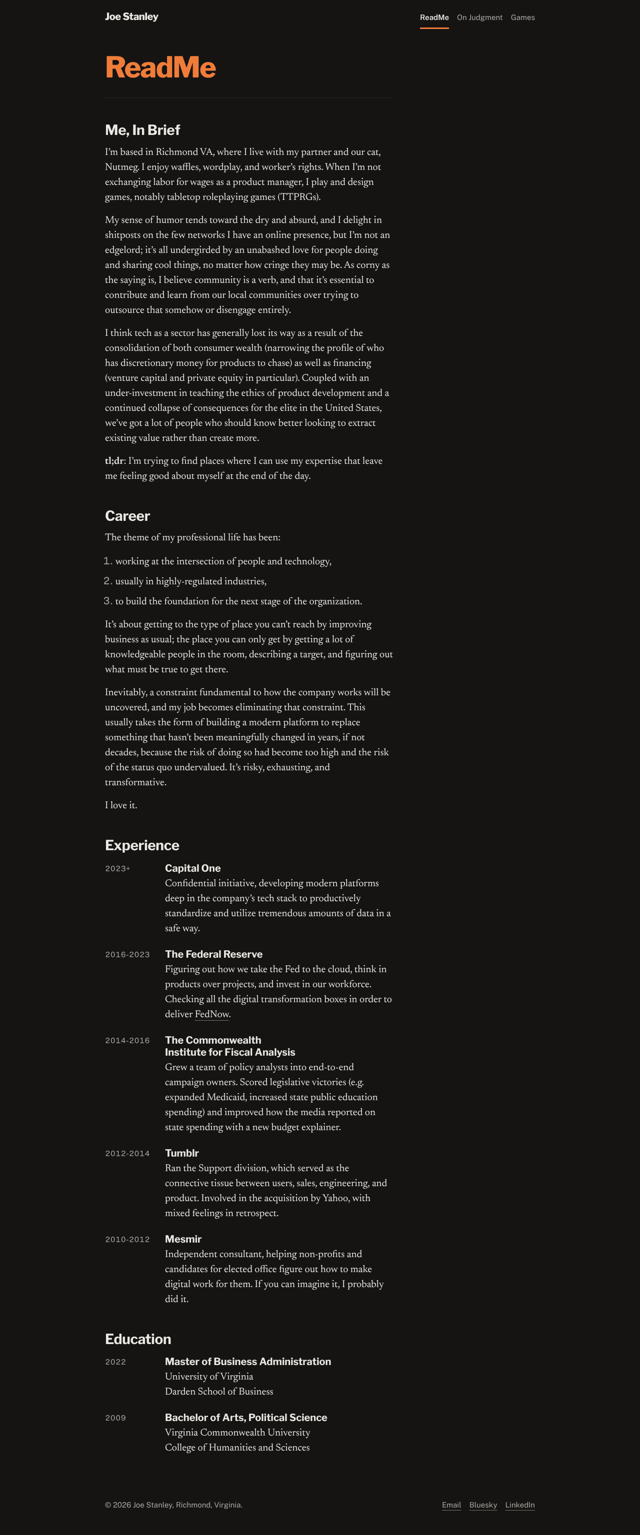 Joe Stanley
ReadMe On Judgment Games
ReadMe
Me, In Brief
I'm based in Richmond VA, where I live with my partner and our cat,
Nutmeg. I enjoy waffles, wordplay, and worker's rights. When I'm not
exchanging labor for wages as a product manager, I play and design
games, notably tabletop roleplaying games (TTPRGs).
My sense of humor tends toward the dry and absurd, and I delight in
shitposts on the few networks I have an online presence, but I'm not an
edgelord; it's all undergirded by an unabashed love for people doing
and sharing cool things, no matter how cringe they may be. As corny as
the saying is, I believe community is a verb, and that it's essential to
contribute and learn from our local communities over trying to
outsource that somehow or disengage entirely.
I think tech as a sector has generally lost its way as a result of the
consolidation of both consumer wealth (narrowing the profile of who
has discretionary money for products to chase) as well as financing
(venture capital and private equity in particular). Coupled with an
under-investment in teaching the ethics of product development and a
continued collapse of consequences for the elite in the United States,
we've got a lot of people who should know better looking to extract
existing value rather than create more.
tl;dr: I'm trying to find places where I can use my expertise that leave
me feeling good about myself at the end of the day.
Career
The theme of my professional life has been:
1. working at the intersection of people and technology,
2. usually in highly-regulated industries,
3. to build the foundation for the next stage of the organization.
It's about getting to the type of place you can't reach by improving
business as usual; the place you can only get by getting a lot of
knowledgeable people in the room, describing a target, and figuring out
what must be true to get there.
Inevitably, a constraint fundamental to how the company works will be
uncovered, and my job becomes eliminating that constraint. This
usually takes the form of building a modern platform to replace
something that hasn't been meaningfully changed in years, if not
decades, because the risk of doing so had become too high and the risk
of the status quo undervalued. It's risky, exhausting, and
transformative.
I love it.
Experience
2023+ Capital One
Confidential initiative, developing modern platforms
deep in the company's tech stack to productively
standardize and utilize tremendous amounts of data in a
safe way.
2016-2023 The Federal Reserve
Figuring out how we take the Fed to the cloud, think in
products over projects, and invest in our workforce.
Checking all the digital transformation boxes in order to
deliver FedNow.
2014-2016 The Commonwealth
Institute for Fiscal Analysis
Grew a team of policy analysts into end-to-end
campaign owners. Scored legislative victories (e.g.
expanded Medicaid, increased state public education
spending) and improved how the media reported on
state spending with a new budget explainer.
2012-2014 Tumblr
Ran the Support division, which served as the
connective tissue between users, sales, engineering, and
product. Involved in the acquisition by Yahoo, with
mixed feelings in retrospect.
2010-2012 Mesmir
Independent consultant, helping non-profits and
candidates for elected office figure out how to make
digital work for them. If you can imagine it, I probably
did it.
Education
2022 Master of Business Administration
University of Virginia
Darden School of Business
2009 Bachelor of Arts, Political Science
Virginia Commonwealth University
College of Humanities and Sciences
© 2026 Joe Stanley, Richmond, Virginia.
Email Bluesky LinkedIn